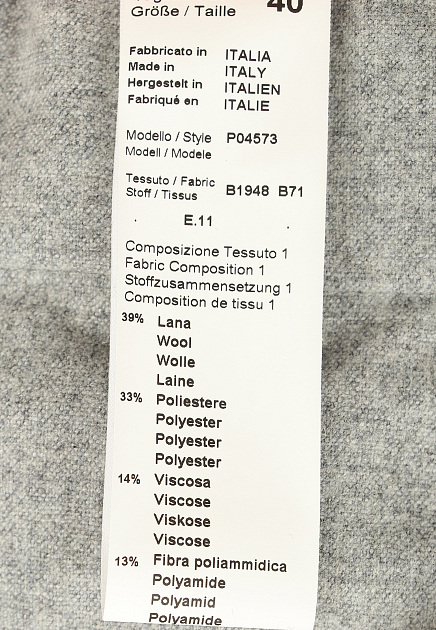 Größe / Taille 40
Fabbricato in ITALIA
Made in ITALY
Hergestelt in ITALIEN
Fabriqué en ITALIE
Modello / Style P04573
Modell / Modele
Tessuto / Fabric
Stoff / Tissus B1948 B71
E.11
Composizione Tessuto 1
Fabric Composition 1
Stoffzusammensetzung 1
Composition de tissu 1
39% Lana
Wool
Wolle
Laine
33% Poliestere
Polyester
Polyester
Polyester
14% Viscosa
Viscose
Viskose
Viscose
13% Fibra poliammidica
Polyamide
Polyamid
Polyamide